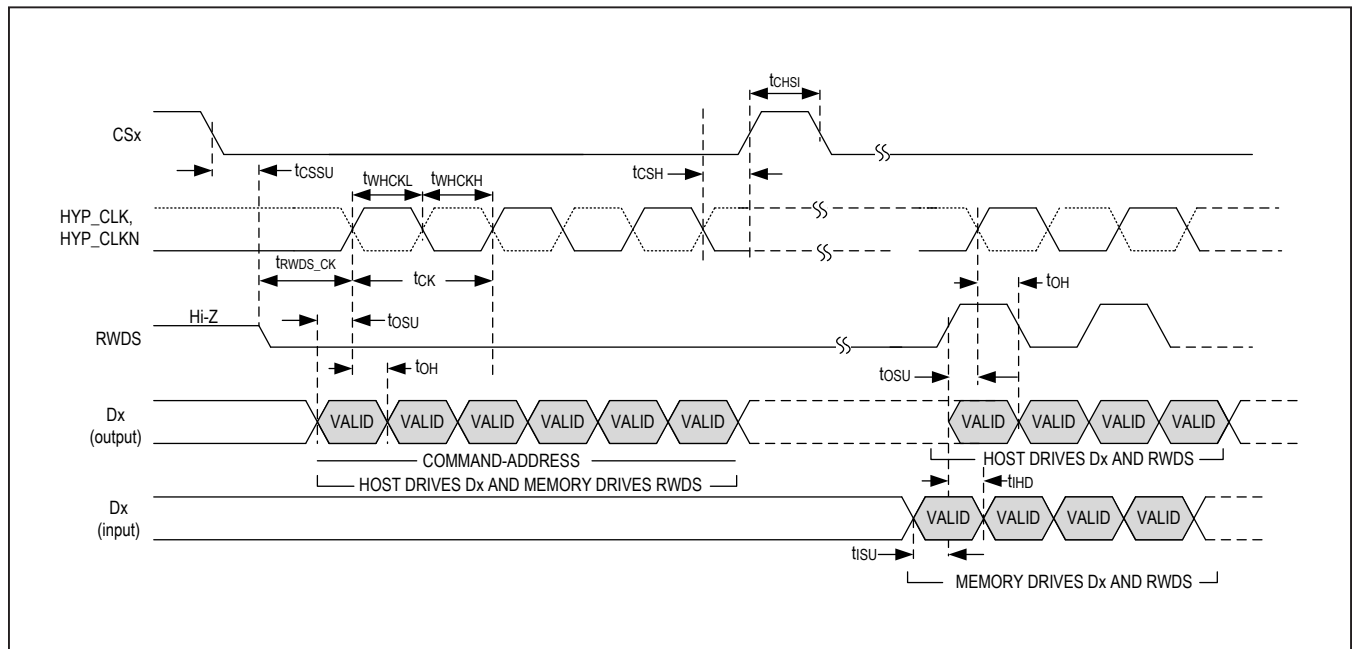 tCHSI
CSx
tCSSU
tWHCKL
tWHCKH
tCSH
HYP_CLK,
HYP_CLKN
tRWDS_CK
tCK
tOH
Hi-Z
tOSU
RWDS
tOH
tOSU
Dx
(output)
VALID VALID VALID VALID VALID VALID
VALID VALID VALID VALID
COMMAND-ADDRESS
HOST DRIVES Dx AND RWDS
HOST DRIVES Dx AND MEMORY DRIVES RWDS
tIHD
Dx
(input)
VALID VALID VALID VALID
tISU
MEMORY DRIVES Dx AND RWDS